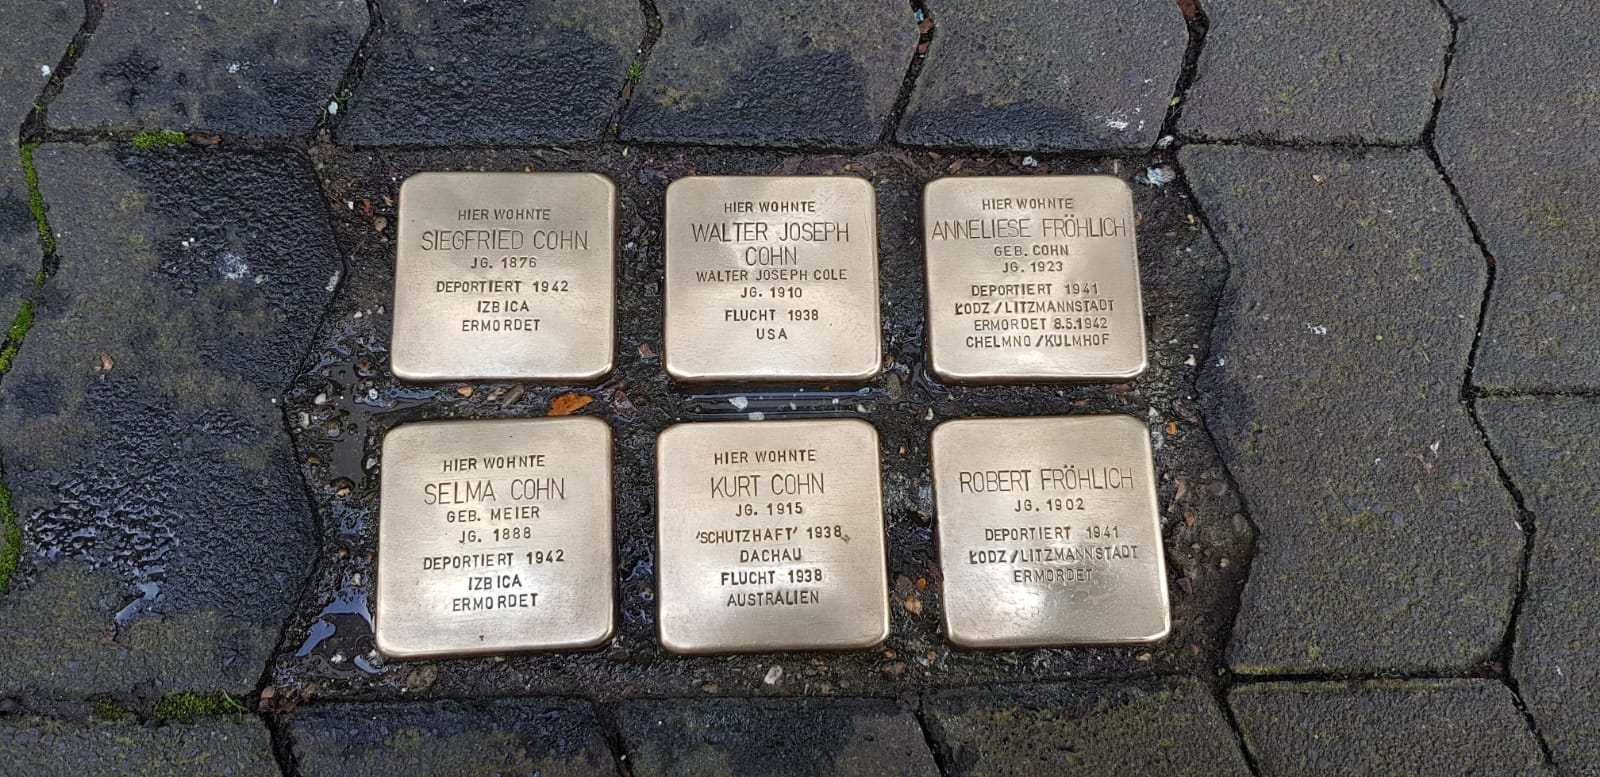 HIER WOHNTE
SIEGFRIED COHN
JG. 1876
DEPORTIERT 1942
IZBICA
ERMORDET
HIER WOHNTE
WALTER JOSEPH
COHN
WALTER JOSEPH COLE
JG. 1910
FLUCHT 1938
USA
HIER WOHNTE
ANNELIESE FRÖHLICH
GEB. COHN
JG. 1923
DEPORTIERT 1941
ŁODZ/LITZMANNSTADT
ERMORDET 8.5.1942
CHELMNO/KULMHOF
HIER WOHNTE
SELMA COHN
GEB. MEIER
JG. 1888
DEPORTIERT 1942
IZBICA
ERMORDET
HIER WOHNTE
KURT COHN
JG. 1915
'SCHUTZHAFT' 1938
DACHAU
FLUCHT 1938
AUSTRALIEN
ROBERT FRÖHLICH
JG. 1902
DEPORTIERT 1941
ŁODZ/LITZMANNSTADT
ERMORDET